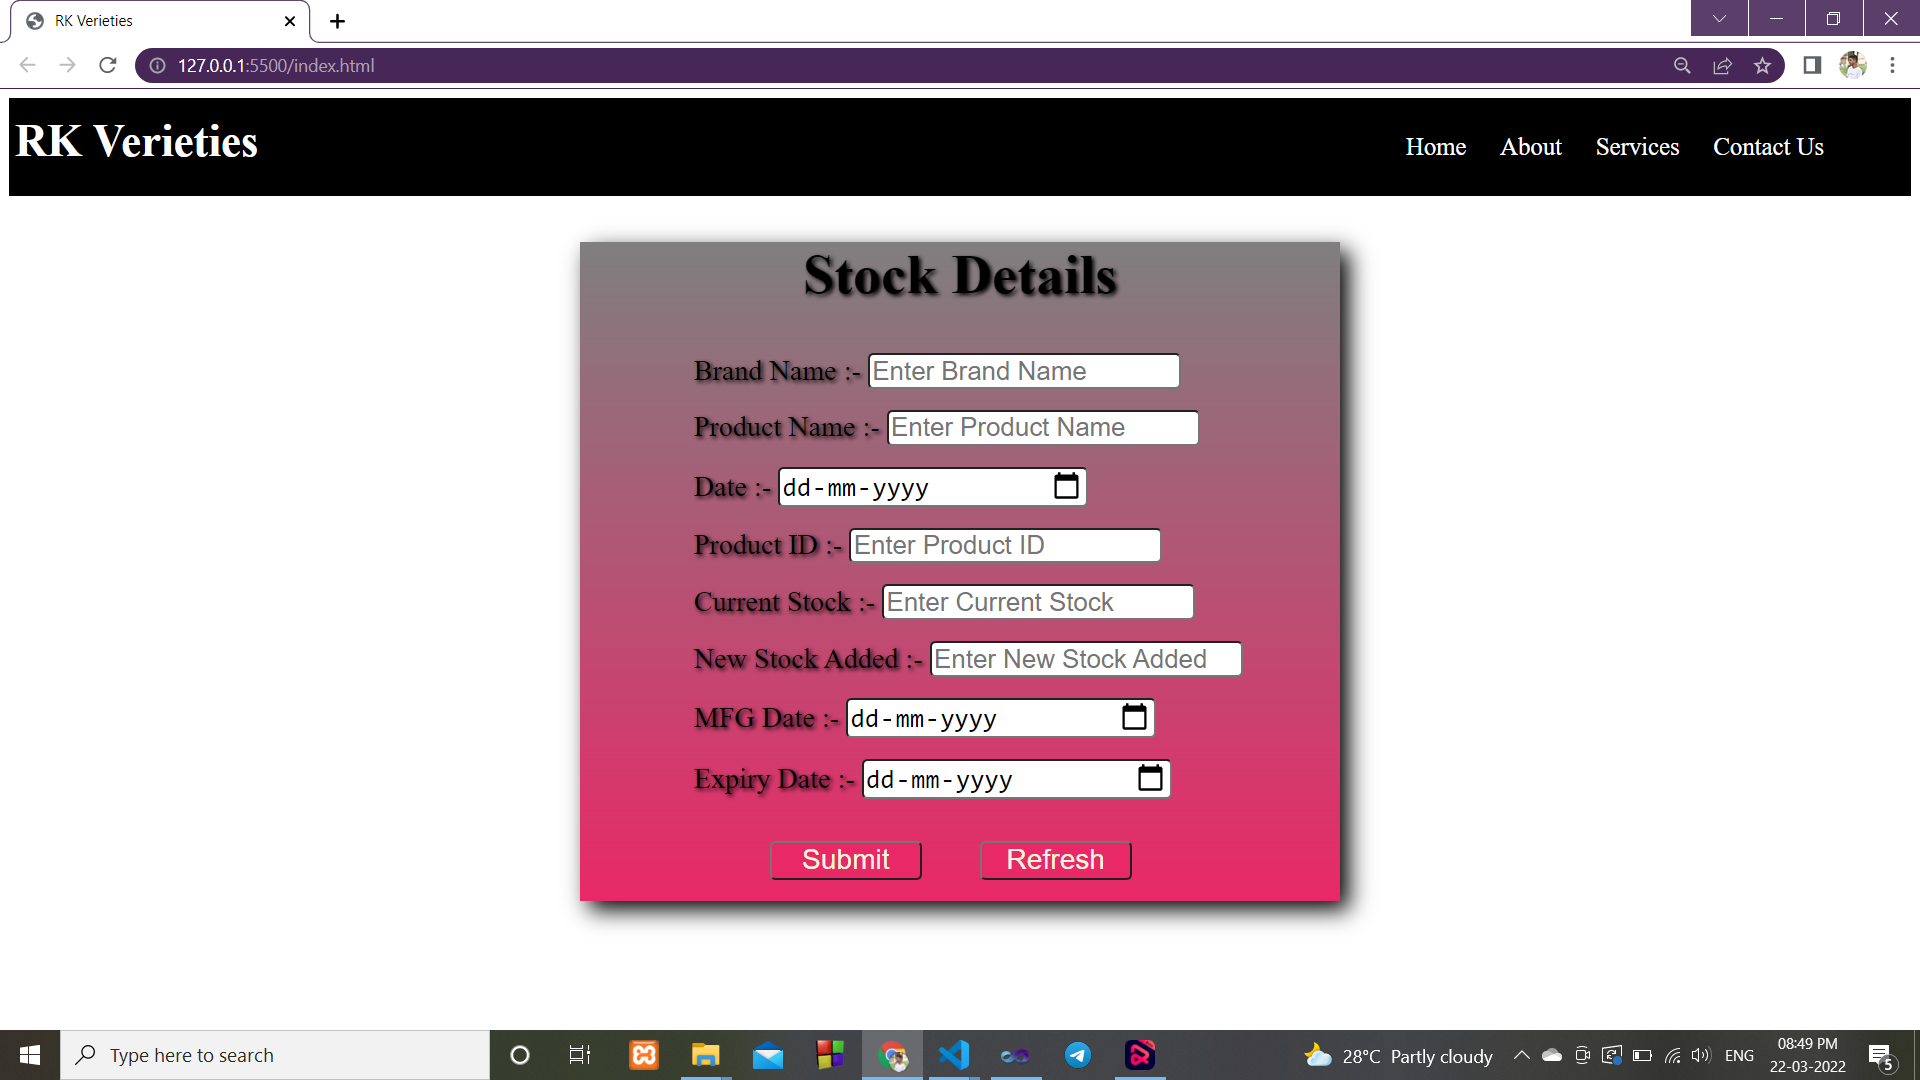 RK Verieties
127.0.0.1:5500/index.html
RK Verieties
Home About Services Contact Us
Stock Details
Brand Name :- Enter Brand Name
Product Name :- Enter Product Name
Date :- dd-mm-yyyy
Product ID :- Enter Product ID
Current Stock :- Enter Current Stock
New Stock Added :- Enter New Stock Added
MFG Date :- dd-mm-yyyy
Expiry Date :- dd-mm-yyyy
Submit Refresh
Type here to search
28°C Partly cloudy
ENG
08:49 PM
22-03-2022
5